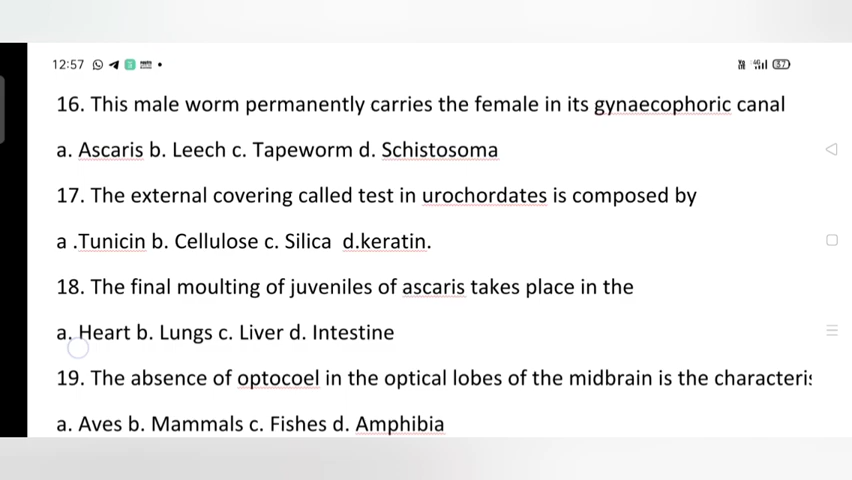 12:57
57
16. This male worm permanently carries the female in its gynaecophoric canal
a. Ascaris b. Leech c. Tapeworm d. Schistosoma
17. The external covering called test in urochordates is composed by
a .Tunicin b. Cellulose c. Silica d.keratin.
18. The final moulting of juveniles of ascaris takes place in the
a. Heart b. Lungs c. Liver d. Intestine
19. The absence of optocoel in the optical lobes of the midbrain is the characteris
a. Aves b. Mammals c. Fishes d. Amphibia